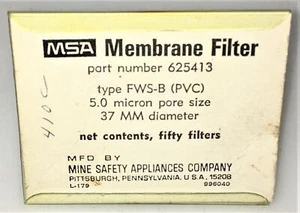 MSA Membrane Filter
part number 625413
type FWS-B (PVC)
5.0 micron pore size
37 MM diameter
net contents, fifty filters
MFD BY
MINE SAFETY APPLIANCES COMPANY
PITTSBURGH, PENNSYLVANIA, U.S.A. 15208
L-179 996040